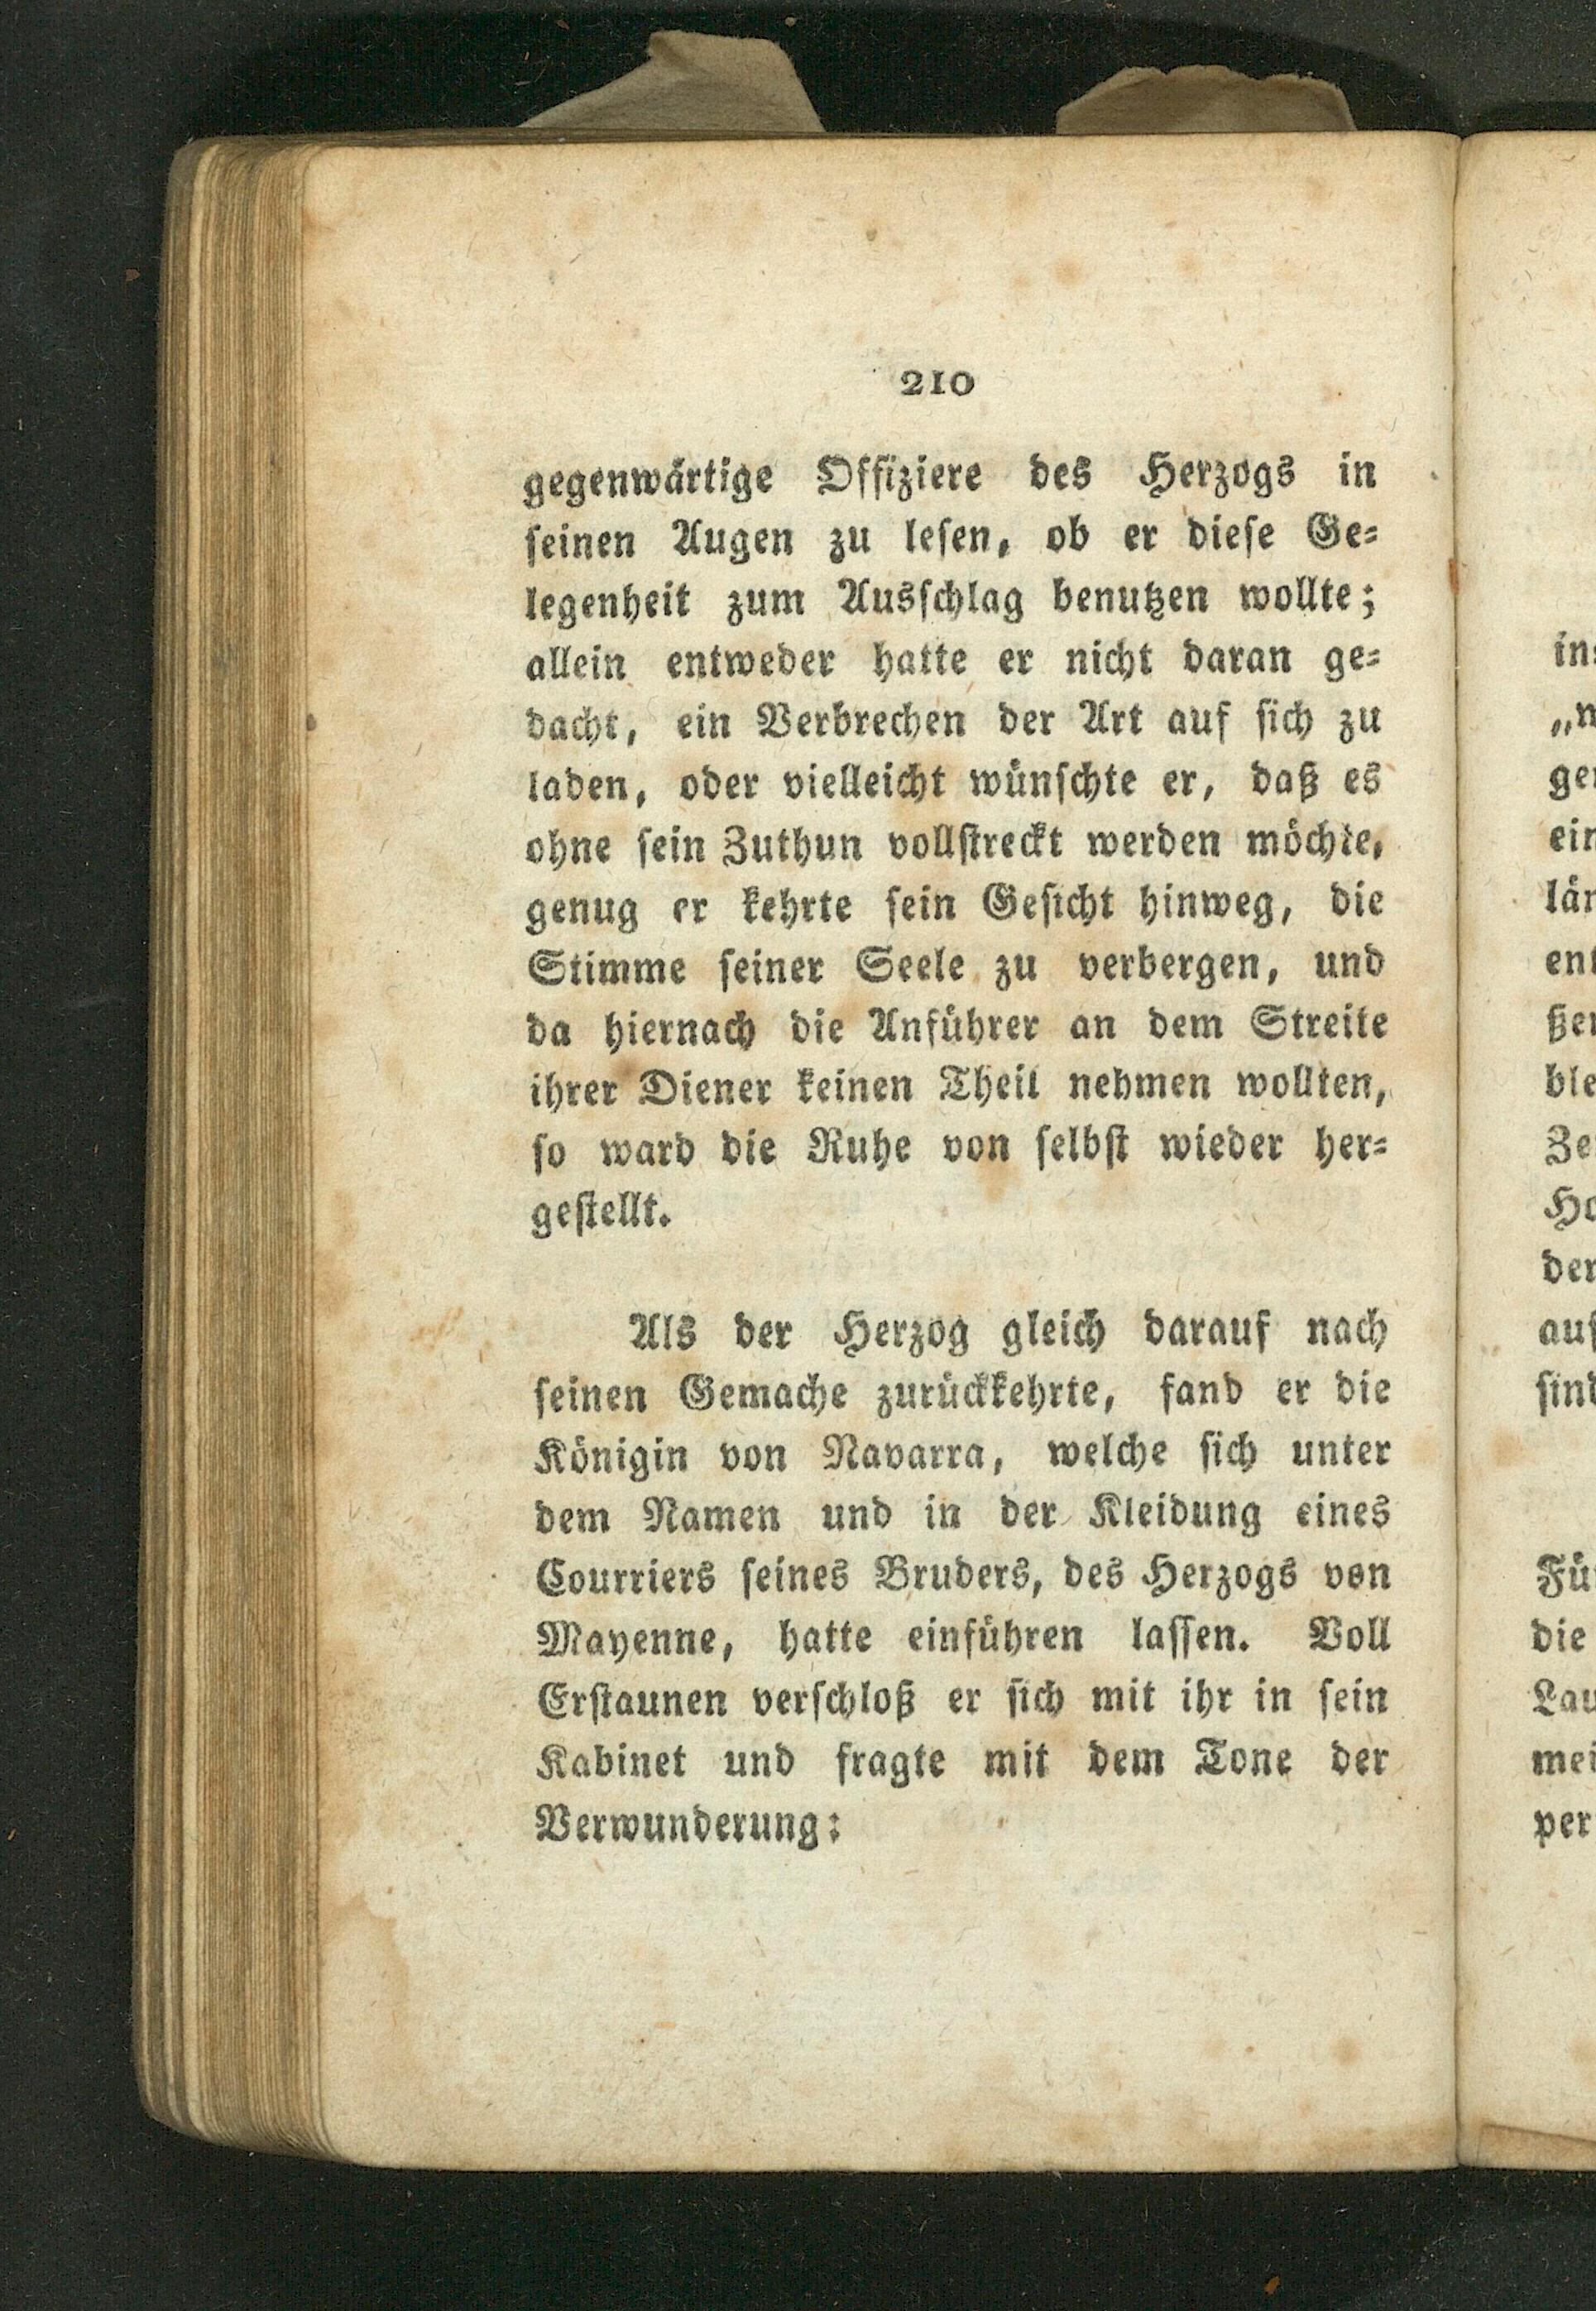 210
gegenwärtige Offiziere des Herzogs in
seinen Augen zu lesen, ob er diese Ge=
legenheit zum Ausschlag benutzen wollte;
allein entweder hatte er nicht daran ge=
dacht, ein Verbrechen der Art auf sich zu
laden, oder vielleicht wünschte er, daß es
ohne sein Zuthun vollstreckt werden möchte,
genug er kehrte sein Gesicht hinweg, die
Stimme seiner Seele zu verbergen, und
da hiernach die Anführer an dem Streite
ihrer Diener keinen Theil nehmen wollten,
so ward die Ruhe von selbst wieder her=
gestellt.
Als der Herzog gleich darauf nach
seinen Gemache zurückkehrte, fand er die
Königin von Navarra, welche sich unter
dem Namen und in der Kleidung eines
Courriers seines Bruders, des Herzogs von
Mayenne, hatte einführen lassen. Voll
Erstaunen verschloß er sich mit ihr in sein
Kabinet und fragte mit dem Tone der
Verwunderung: